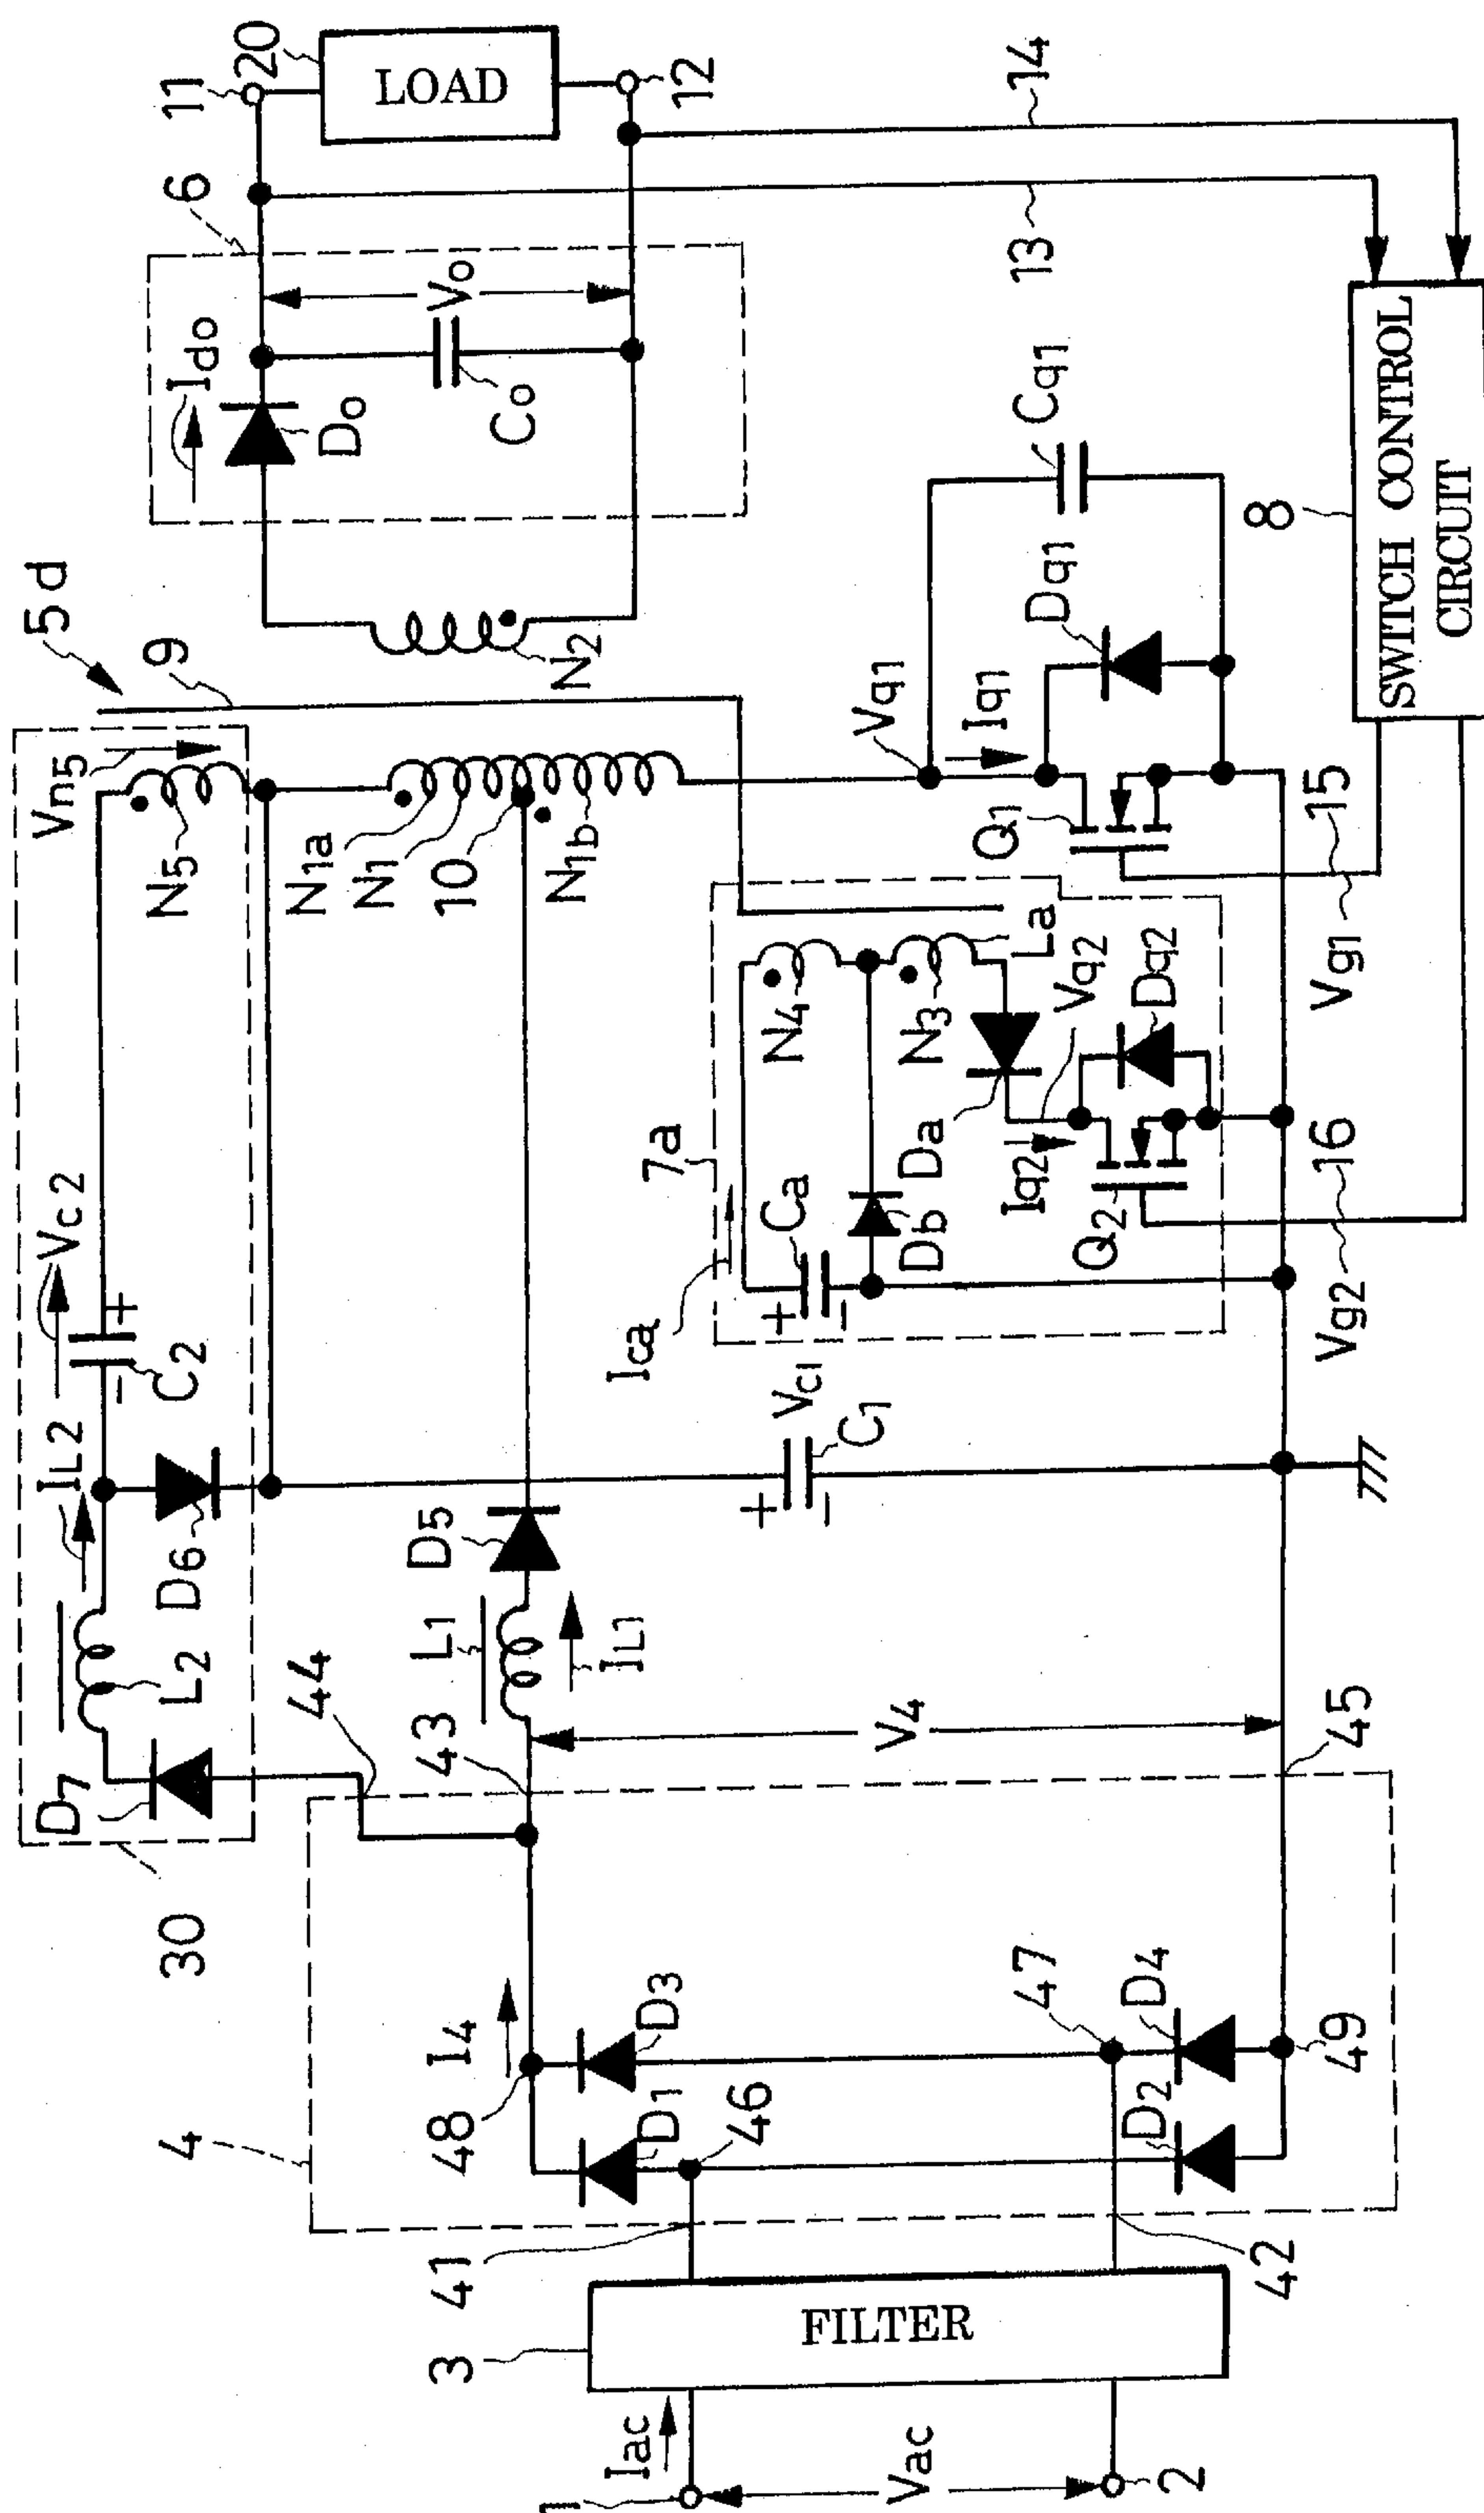 5d
30
Vc2
IL2
Vn5
D7
L2
D6
C2
N5
9
44
N1a
N1
10
N1b
N2
6
Ido
Do
Vo
Co
11
20
LOAD
12
4
48
I4
43
L1
IL1
D5
D1
D3
46
47
D2
D4
49
V4
45
Vc1
C1
Ica
7a
Ca
N4
Db
N3
La
Da
Vq2
Iq2
Dq2
Q2
Vq1
Iq1
Q1
Dq1
Cq1
13
14
8
SWITCH CONTROL
CIRCUIT
Vg2
16
Vg1
15
1
Iac
Vac
2
3
FILTER
41
42